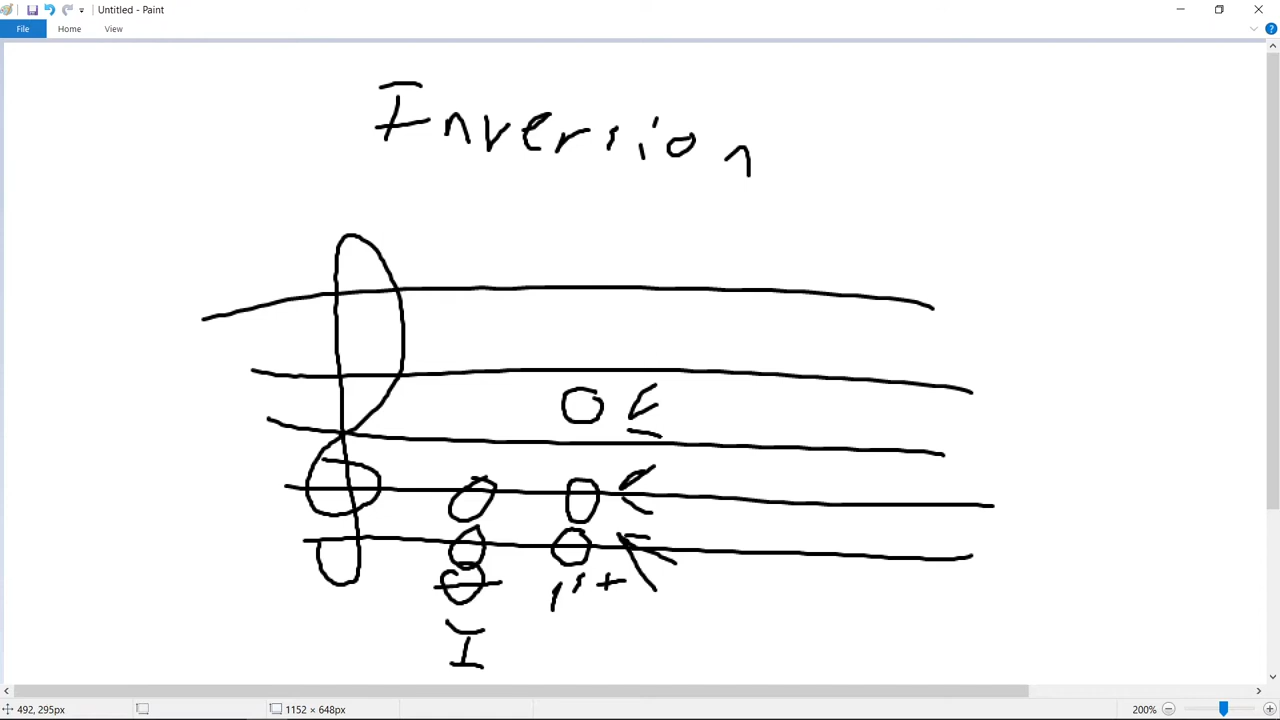 Untitled - Paint
File Home View
Inversion
1st
I
492, 295px 1152 × 648px 200%